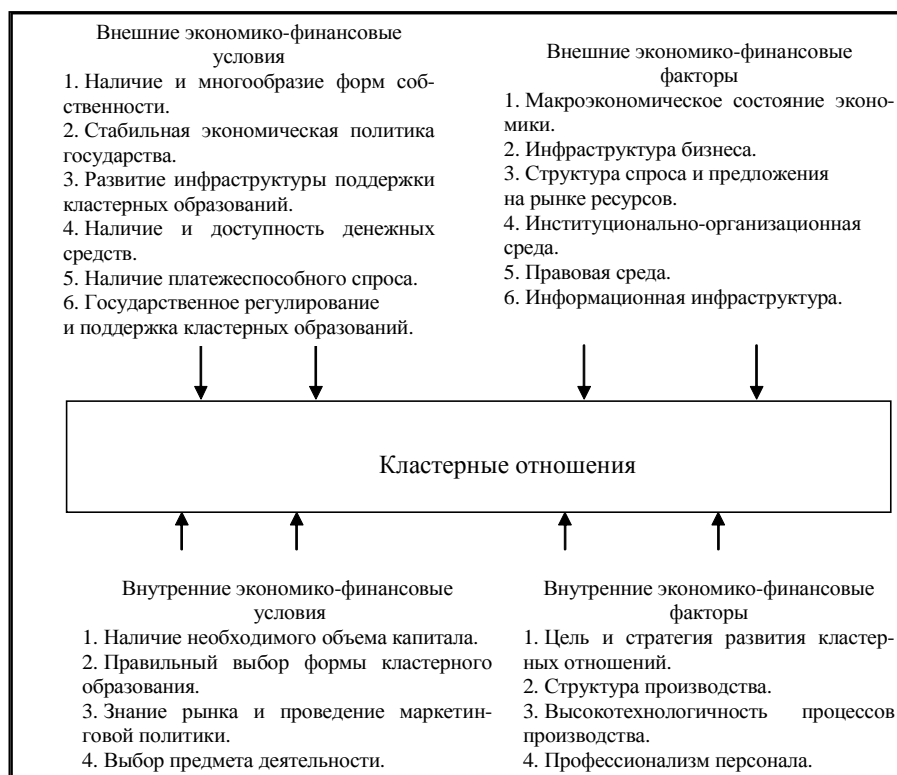 Внешние экономико-финансовые
условия
1. Наличие и многообразие форм соб-
ственности.
2. Стабильная экономическая политика
государства.
3. Развитие инфраструктуры поддержки
кластерных образований.
4. Наличие и доступность денежных
средств.
5. Наличие платежеспособного спроса.
6. Государственное регулирование
и поддержка кластерных образований.
Внешние экономико-финансовые
факторы
1. Макроэкономическое состояние эконо-
мики.
2. Инфраструктура бизнеса.
3. Структура спроса и предложения
на рынке ресурсов.
4. Институционально-организационная
среда.
5. Правовая среда.
6. Информационная инфраструктура.
Кластерные отношения
Внутренние экономико-финансовые
условия
1. Наличие необходимого объема капитала.
2. Правильный выбор формы кластерного
образования.
3. Знание рынка и проведение маркетин-
говой политики.
4. Выбор предмета деятельности.
Внутренние экономико-финансовые
факторы
1. Цель и стратегия развития кластер-
ных отношений.
2. Структура производства.
3. Высокотехнологичность процессов
производства.
4. Профессионализм персонала.